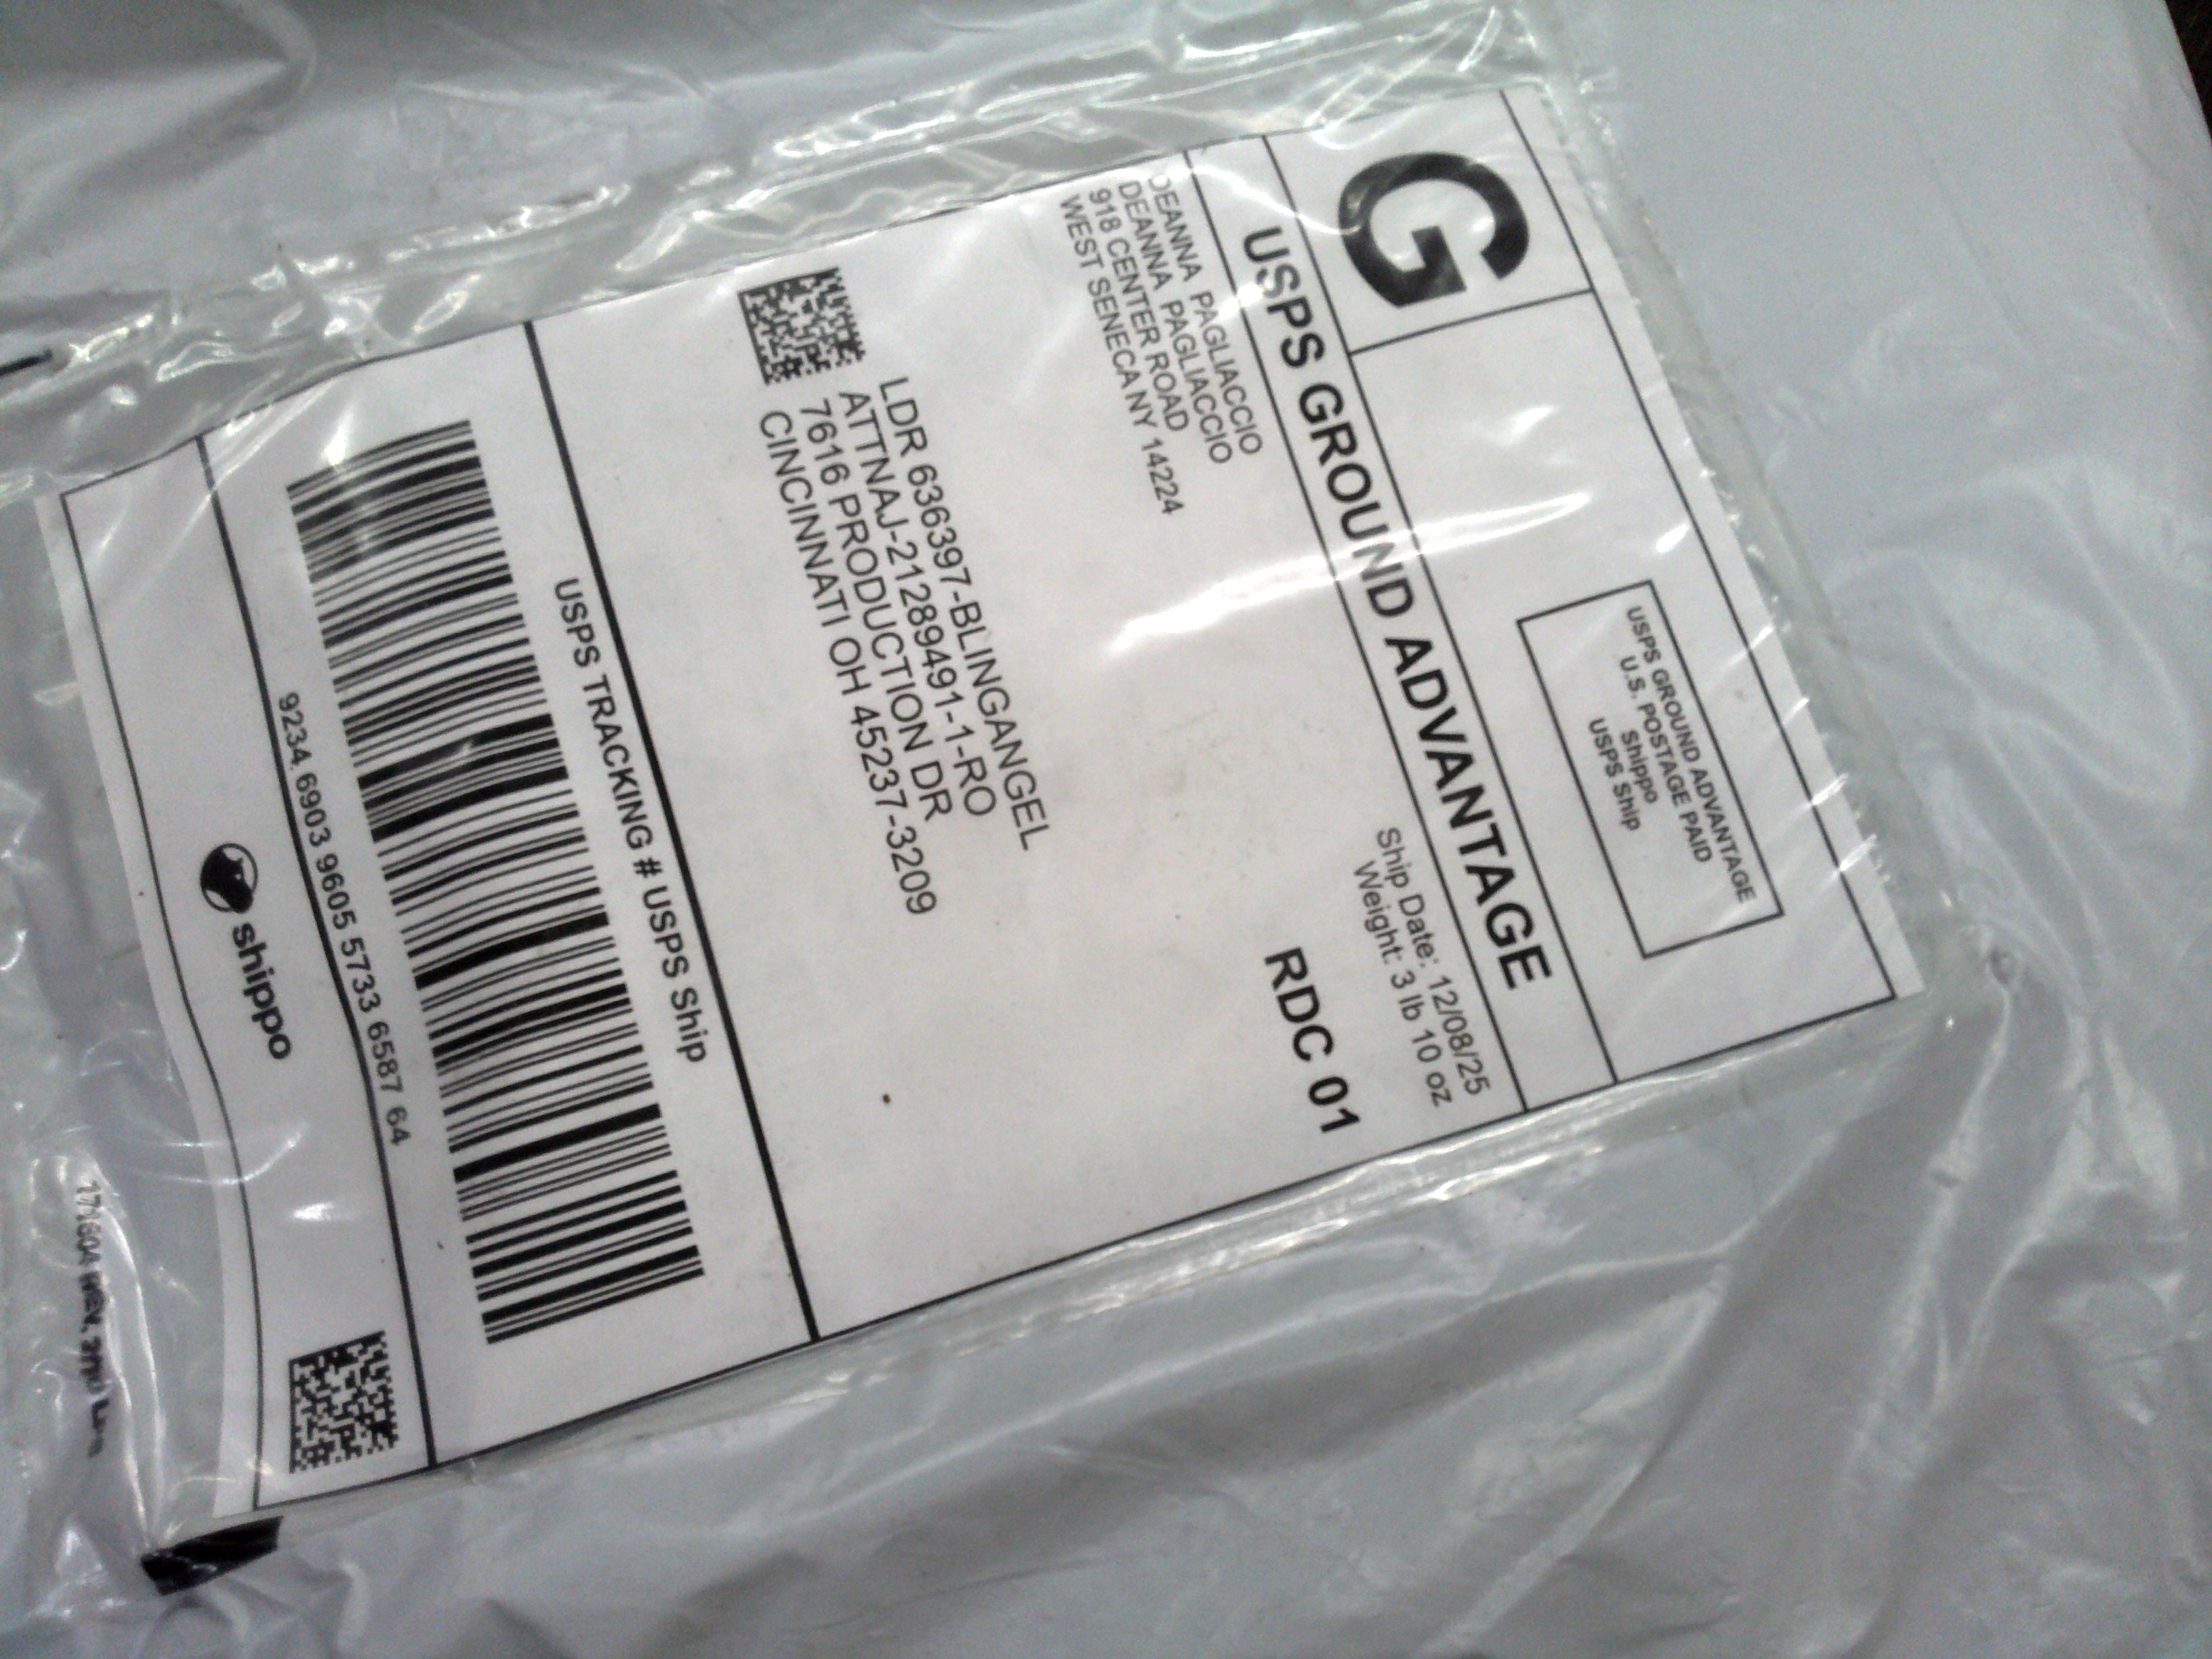 G
USPS GROUND ADVANTAGE
U.S. POSTAGE PAID
Shippo
USPS Ship
USPS GROUND ADVANTAGE
DEANNA PAGLIACCIO
DEANNA PAGLIACCIO
918 CENTER ROAD
WEST SENECA NY 14224
Ship Date: 12/08/25
Weight: 3 lb 10 oz
RDC 01
LDR 636397-BLINGANGEL
ATTNAJ-21289491-1-RO
7616 PRODUCTION DR
CINCINNATI OH 45237-3209
USPS TRACKING # USPS Ship
9234 6903 9605 5733 6587 64
shippo